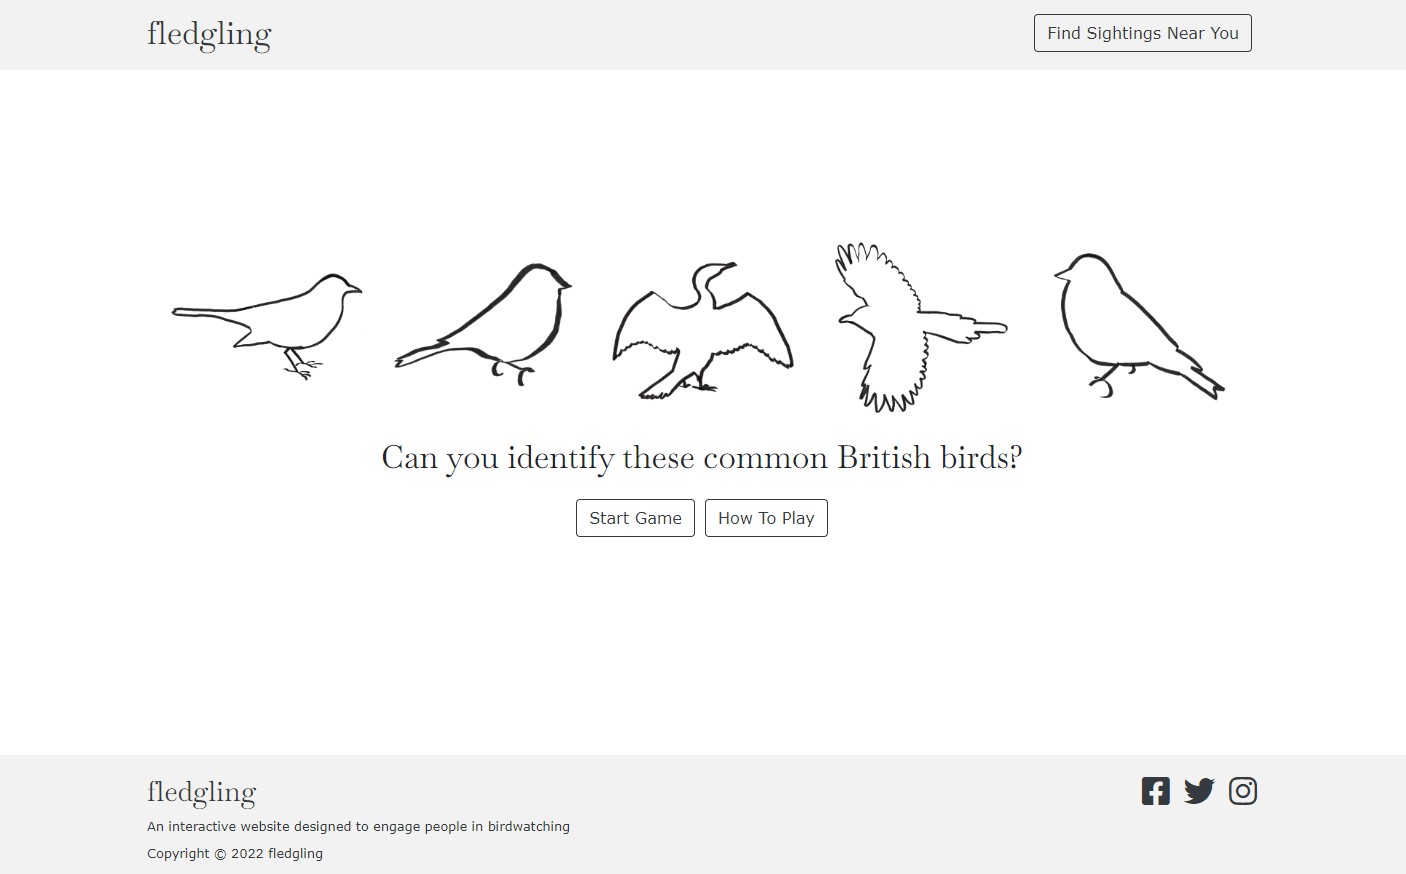 fledgling
Find Sightings Near You
Can you identify these common British birds?
Start Game
How To Play
fledgling
An interactive website designed to engage people in birdwatching
Copyright © 2022 fledgling